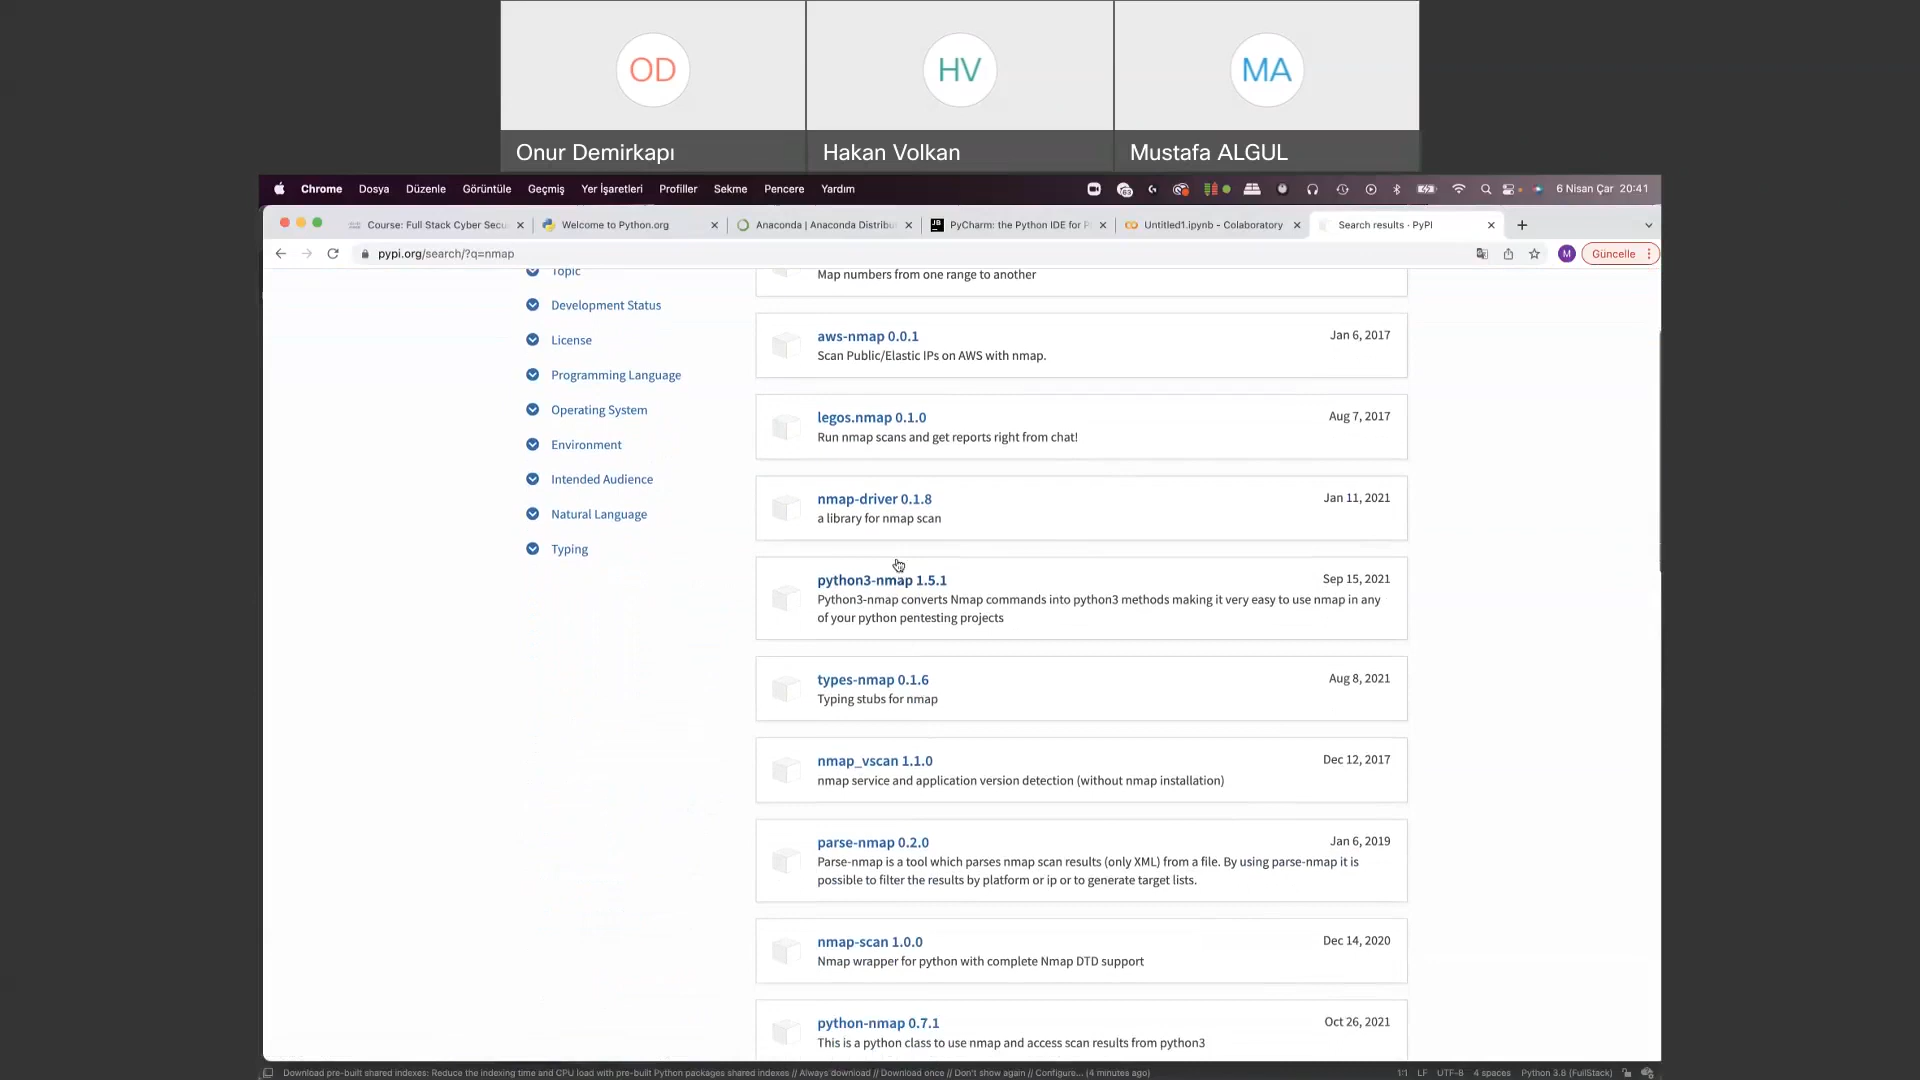 OD
HV
MA
Onur Demirkapı
Hakan Volkan
Mustafa ALGUL
Chrome Dosya Düzenle Görüntüle Geçmiş Yer İşaretleri Profiller Sekme Pencere Yardım 6 Nisan Çar 20:41
Course: Full Stack Cyber Secu
Welcome to Python.org
Anaconda | Anaconda Distribu
PyCharm: the Python IDE for P
Untitled1.ipynb - Colaboratory
Search results · PyPI
pypi.org/search/?q=nmap
M
Güncelle
Topic
Development Status
License
Programming Language
Operating System
Environment
Intended Audience
Natural Language
Typing
Map numbers from one range to another
aws-nmap 0.0.1 Jan 6, 2017
Scan Public/Elastic IPs on AWS with nmap.
legos.nmap 0.1.0 Aug 7, 2017
Run nmap scans and get reports right from chat!
nmap-driver 0.1.8 Jan 11, 2021
a library for nmap scan
python3-nmap 1.5.1 Sep 15, 2021
Python3-nmap converts Nmap commands into python3 methods making it very easy to use nmap in any
of your python pentesting projects
types-nmap 0.1.6 Aug 8, 2021
Typing stubs for nmap
nmap_vscan 1.1.0 Dec 12, 2017
nmap service and application version detection (without nmap installation)
parse-nmap 0.2.0 Jan 6, 2019
Parse-nmap is a tool which parses nmap scan results (only XML) from a file. By using parse-nmap it is
possible to filter the results by platform or ip or to generate target lists.
nmap-scan 1.0.0 Dec 14, 2020
Nmap wrapper for python with complete Nmap DTD support
python-nmap 0.7.1 Oct 26, 2021
This is a python class to use nmap and access scan results from python3
Download pre-built shared indexes: Reduce the indexing time and CPU load with pre-built Python packages shared indexes // Always download // Download once // Don't show again // Configure... (4 minutes ago) 1:1 LF UTF-8 4 spaces Python 3.8 (FullStack)